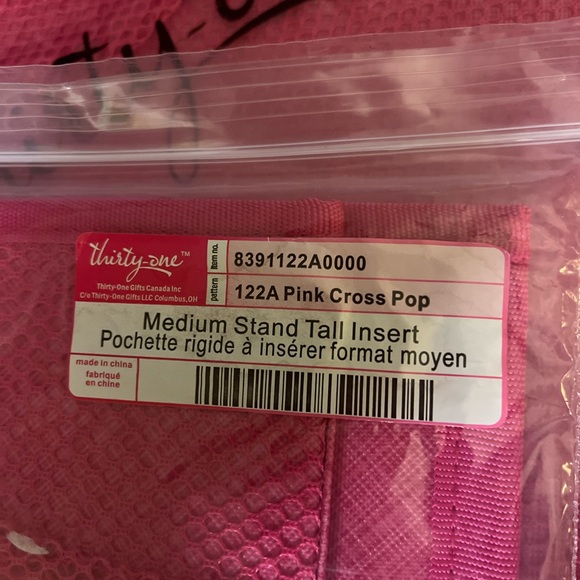 thirty-one™
Thirty-One Gifts Canada Inc
C/o Thirty-One Gifts LLC Columbus,OH
item no.
8391122A0000
pattern
122A Pink Cross Pop
Medium Stand Tall Insert
Pochette rigide à insérer format moyen
made in china
fabriqué
en chine